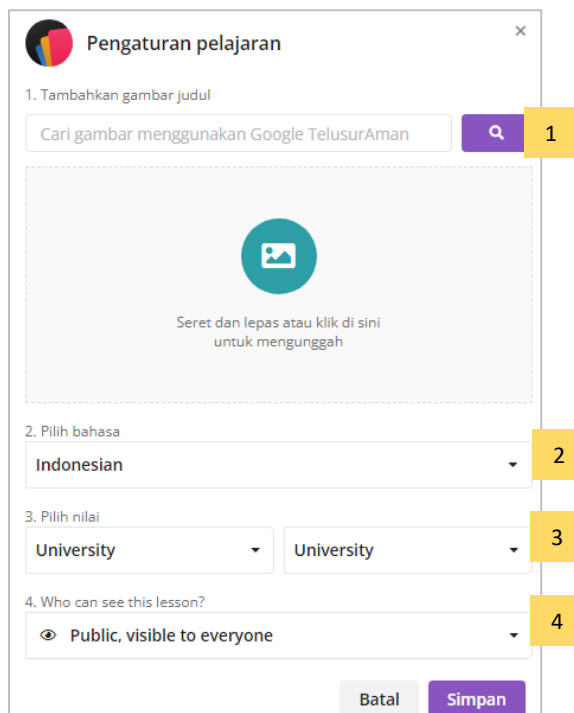 Pengaturan pelajaran
×
1. Tambahkan gambar judul
Cari gambar menggunakan Google TelusurAman
1
Seret dan lepas atau klik di sini
untuk mengunggah
2. Pilih bahasa
Indonesian
2
3. Pilih nilai
University University
3
4. Who can see this lesson?
Public, visible to everyone
4
Batal Simpan